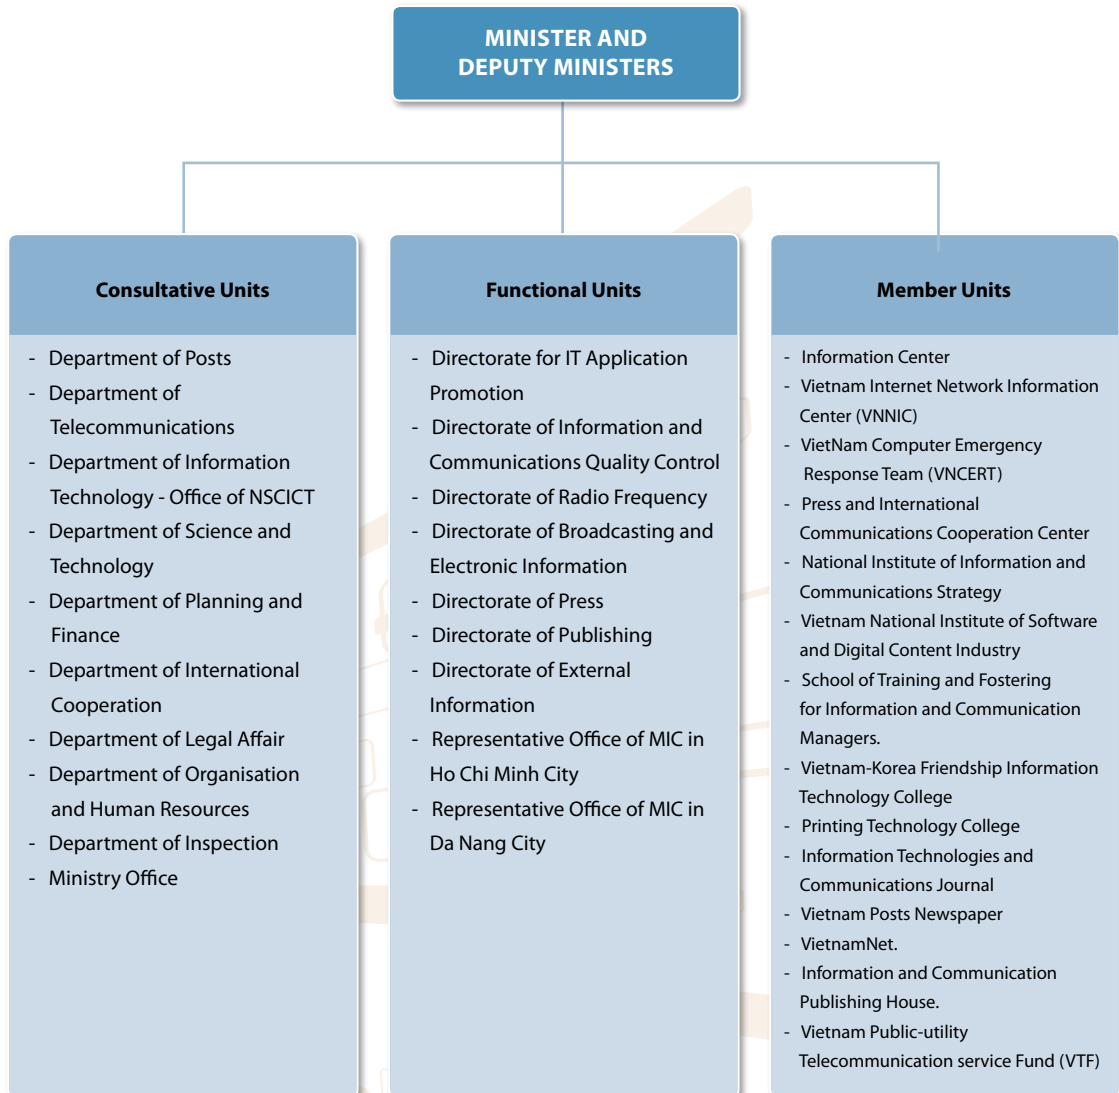 MINISTER AND
DEPUTY MINISTERS
Consultative Units
- Department of Posts
- Department of
Telecommunications
- Department of Information
Technology - Office of NSCICT
- Department of Science and
Technology
- Department of Planning and
Finance
- Department of International
Cooperation
- Department of Legal Affair
- Department of Organisation
and Human Resources
- Department of Inspection
- Ministry Office
Functional Units
- Directorate for IT Application
Promotion
- Directorate of Information and
Communications Quality Control
- Directorate of Radio Frequency
- Directorate of Broadcasting and
Electronic Information
- Directorate of Press
- Directorate of Publishing
- Directorate of External
Information
- Representative Office of MIC in
Ho Chi Minh City
- Representative Office of MIC in
Da Nang City
Member Units
- Information Center
- Vietnam Internet Network Information
Center (VNNIC)
- VietNam Computer Emergency
Response Team (VNCERT)
- Press and International
Communications Cooperation Center
- National Institute of Information and
Communications Strategy
- Vietnam National Institute of Software
and Digital Content Industry
- School of Training and Fostering
for Information and Communication
Managers.
- Vietnam-Korea Friendship Information
Technology College
- Printing Technology College
- Information Technologies and
Communications Journal
- Vietnam Posts Newspaper
- VietnamNet.
- Information and Communication
Publishing House.
- Vietnam Public-utility
Telecommunication service Fund (VTF)